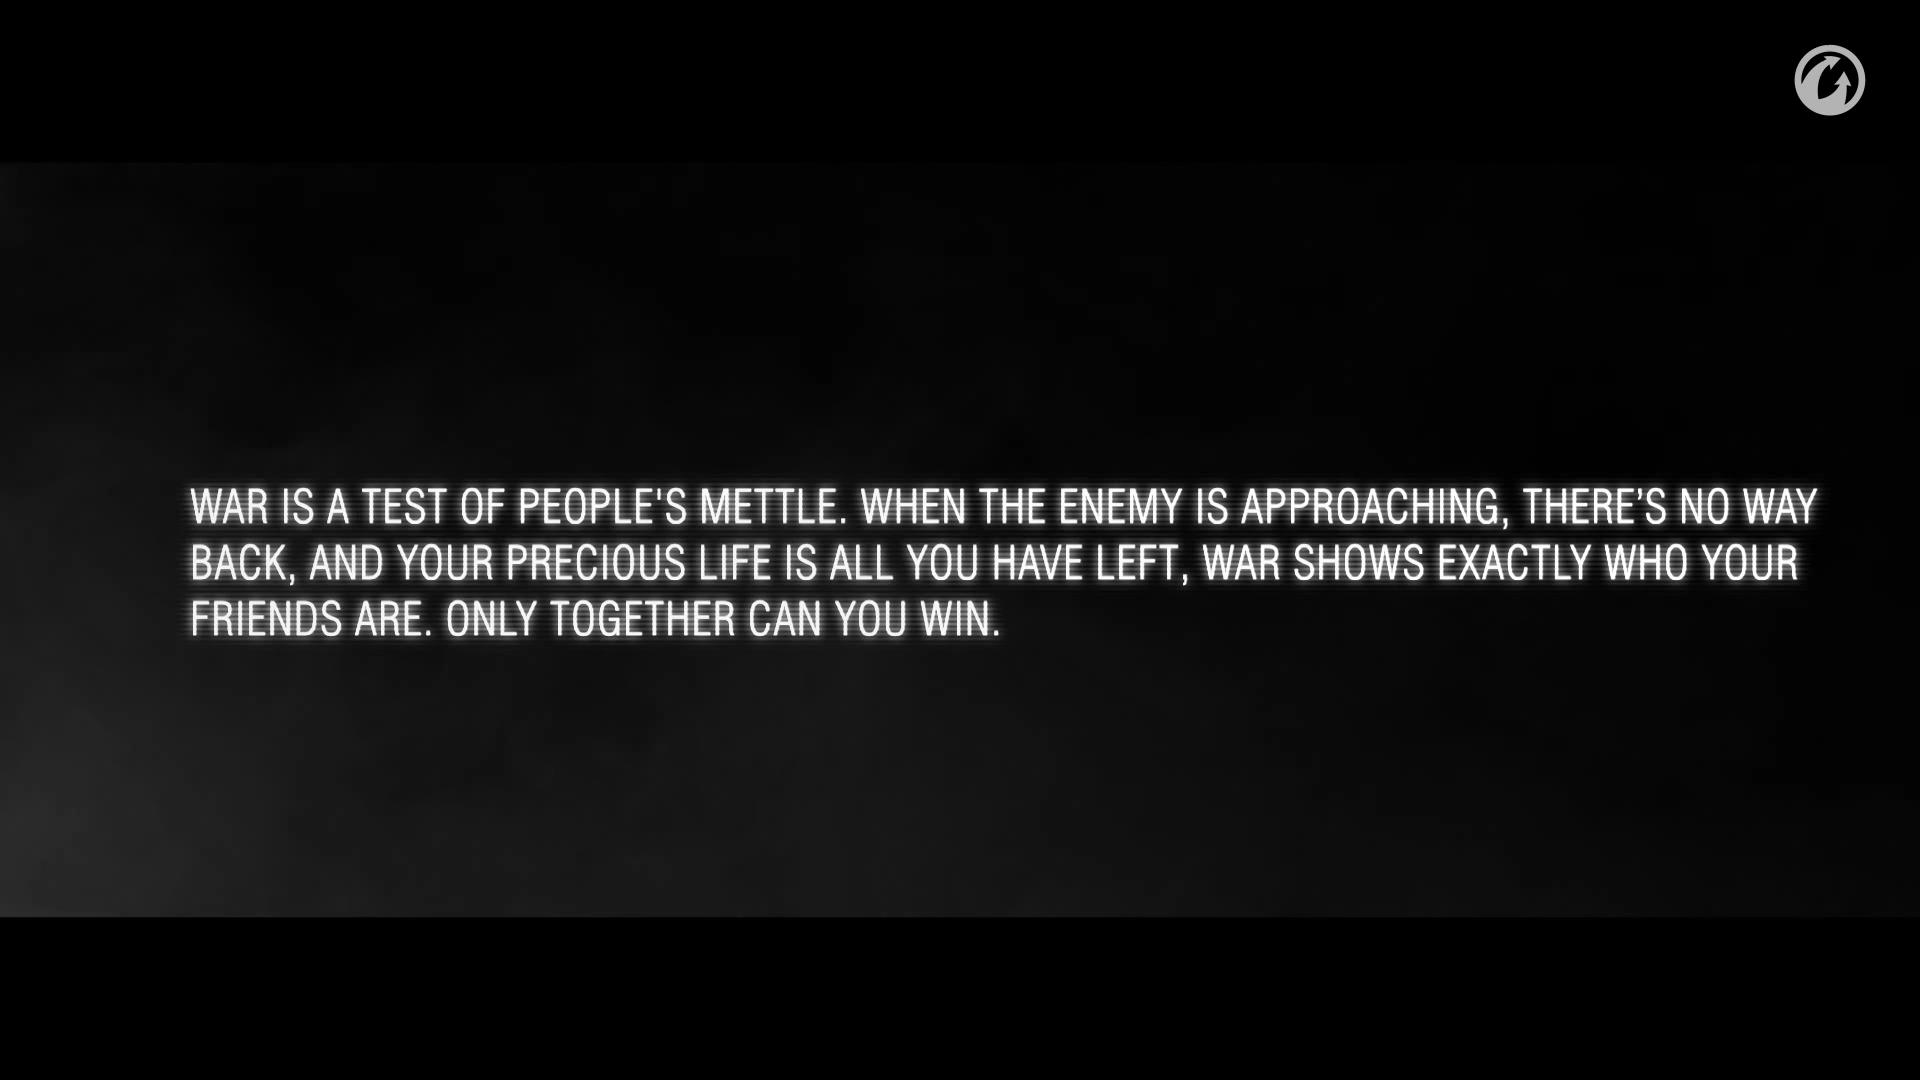 WAR IS A TEST OF PEOPLE'S METTLE. WHEN THE ENEMY IS APPROACHING, THERE’S NO WAY
BACK, AND YOUR PRECIOUS LIFE IS ALL YOU HAVE LEFT, WAR SHOWS EXACTLY WHO YOUR
FRIENDS ARE. ONLY TOGETHER CAN YOU WIN.